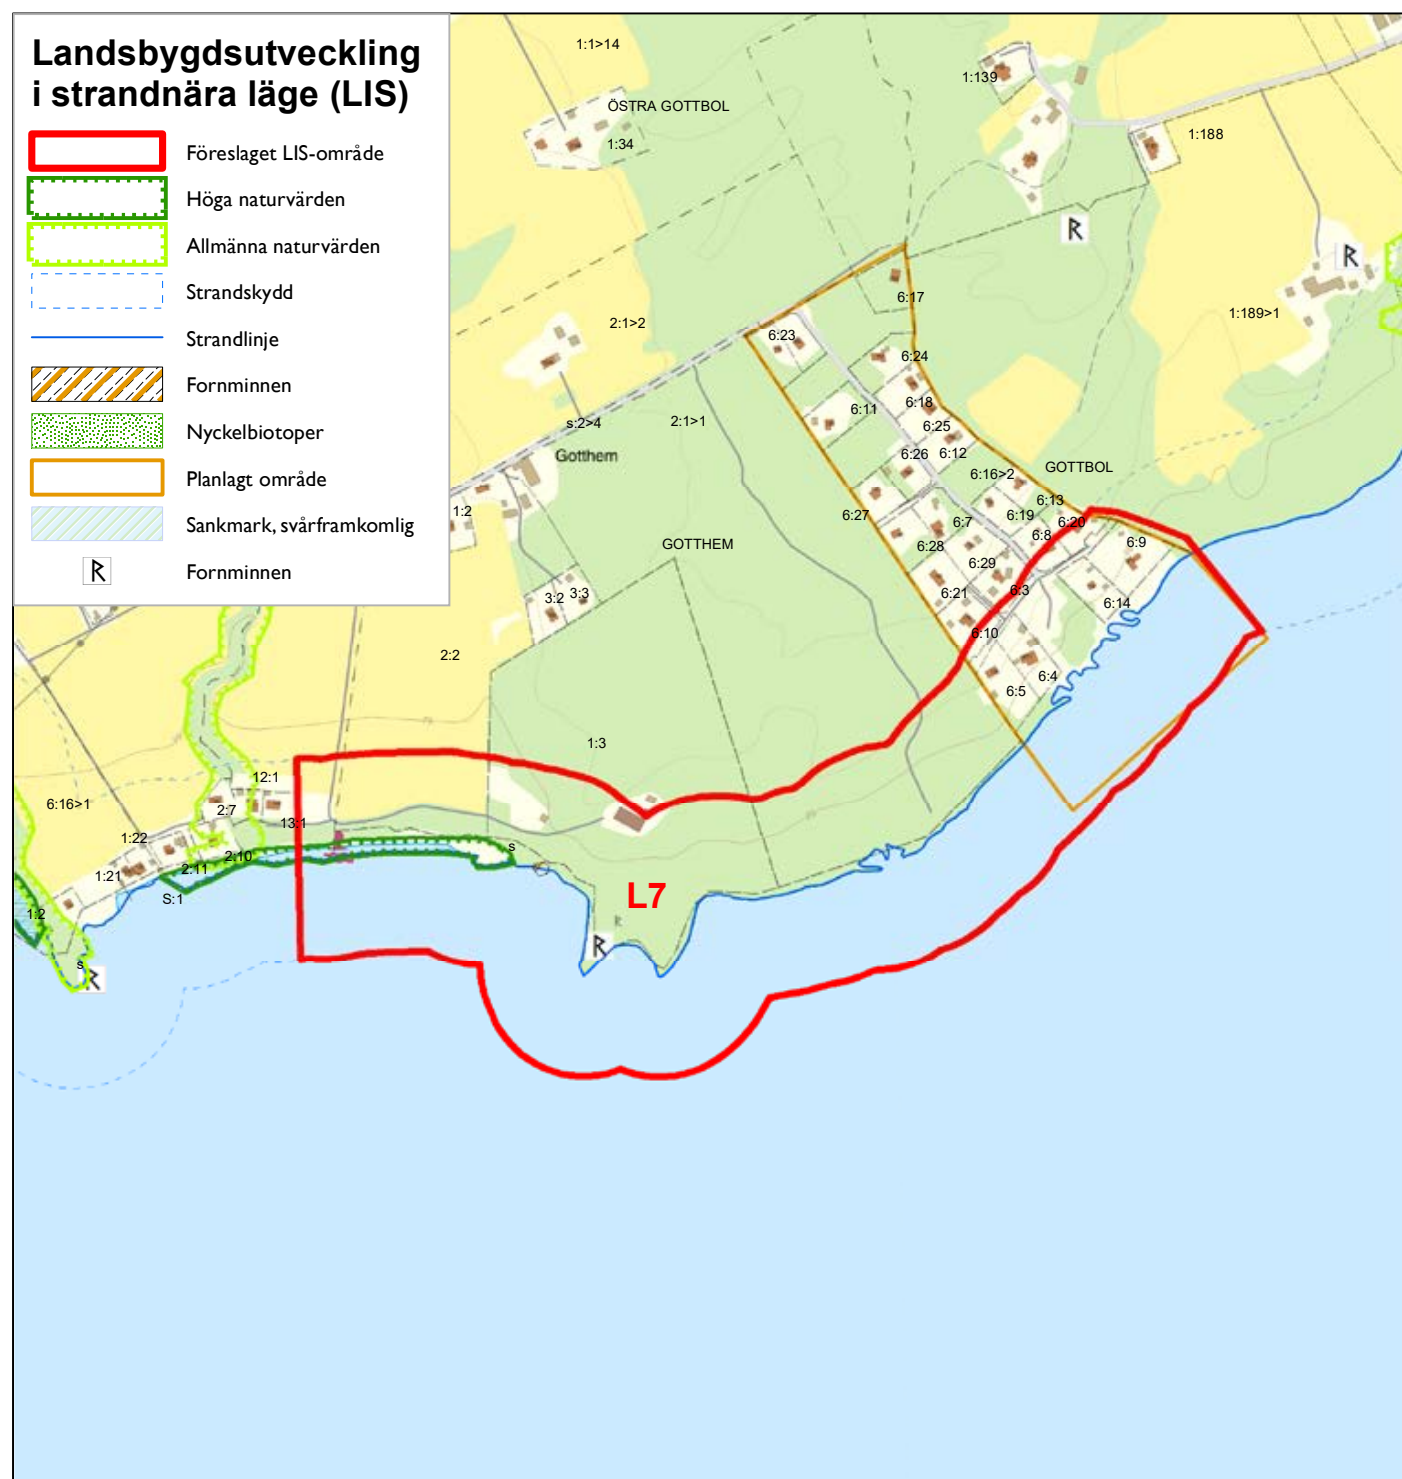 Landsbygdsutveckling
i strandnära läge (LIS)
Föreslaget LIS-område
Höga naturvärden
Allmänna naturvärden
Strandskydd
Strandlinje
Fornminnen
Nyckelbiotoper
Planlagt område
Sankmark, svårframkomlig
R Fornminnen
1:1>14
1:139
ÖSTRA GOTTBOL
1:34
1:188
R
R
6:17
1:189>1
2:1>2
6:23
6:24
6:18
6:11
2:1>1
s:2>4
6:25
6:26
6:12
Gotthem
GOTTBOL
6:16>2
6:13
1:2
6:27
6:19
6:7
6:20
6:8
6:9
GOTTHEM
6:28
6:29
3:2
3:3
6:21
6:3
6:14
6:10
2:2
6:4
6:5
1:3
12:1
6:16>1
2:7
13:1
1:22
s
2:10
2:11
1:21
S:1
L7
1:2
R
R
s
R